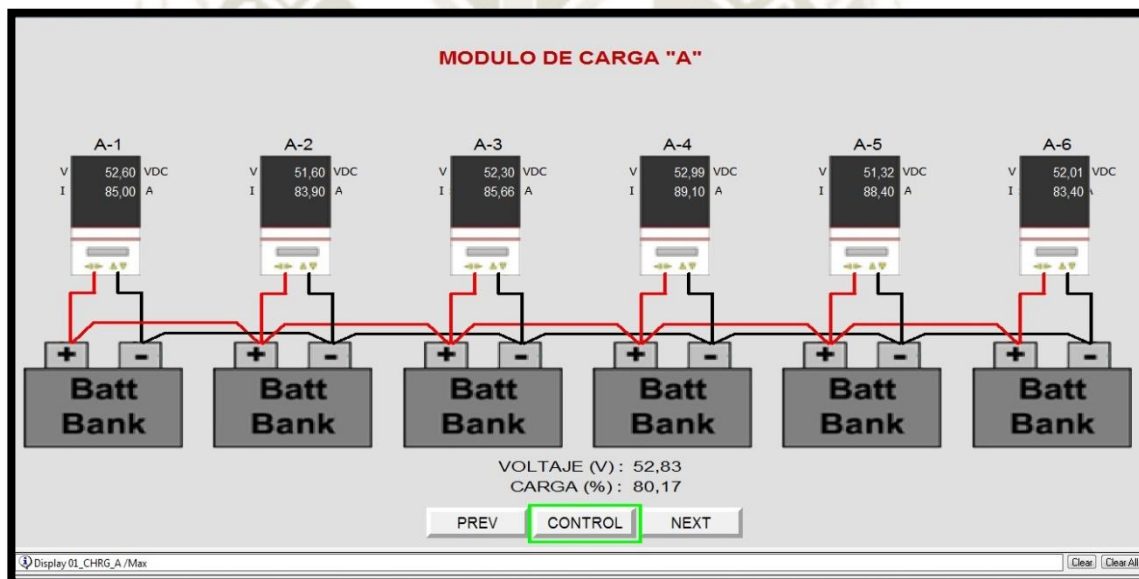 MODULO DE CARGA "A"
A-1 A-2 A-3 A-4 A-5 A-6
V 52,60 VDC V 51,60 VDC V 52,30 VDC V 52,99 VDC V 51,32 VDC V 52,01 VDC
I 85,00 A I 83,90 A I 85,66 A I 89,10 A I 88,40 A I 83,40
+ - + - + - + - + - + -
Batt Batt Batt Batt Batt Batt
Bank Bank Bank Bank Bank Bank
VOLTAJE (V) : 52,83
CARGA (%) : 80,17
PREV CONTROL NEXT
Display 01_CHRG_A /Max Clear Clear All